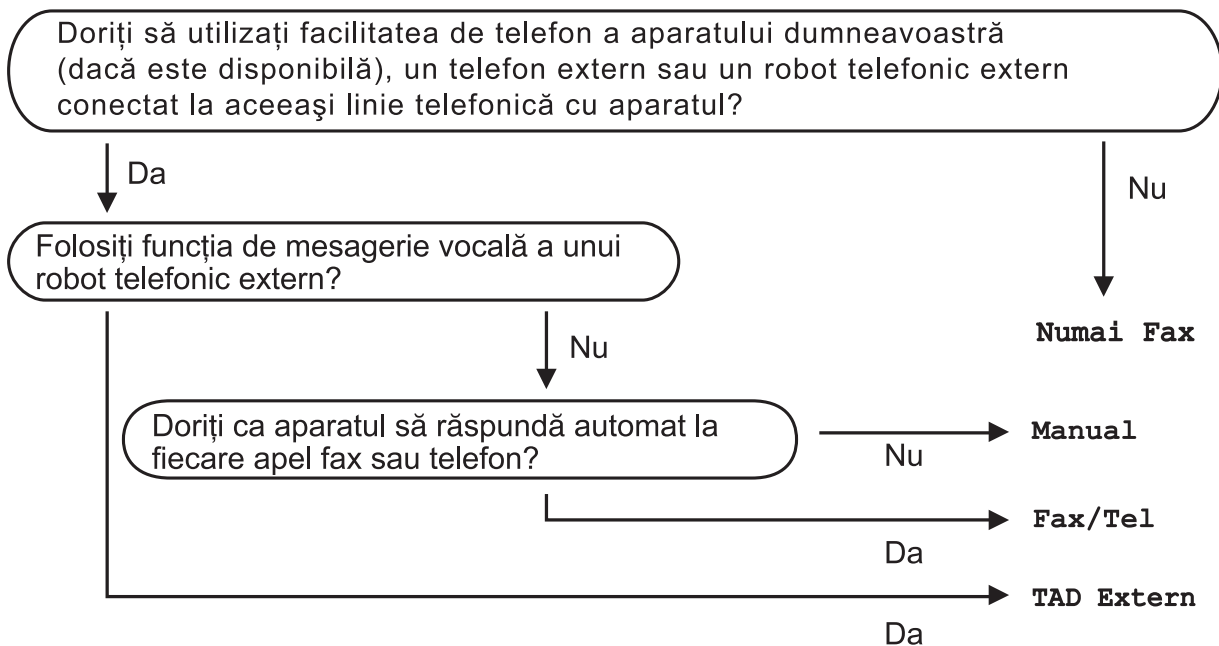 Doriți să utilizați facilitatea de telefon a aparatului dumneavoastră
(dacă este disponibilă), un telefon extern sau un robot telefonic extern
conectat la aceeaşi linie telefonică cu aparatul?
Da
Nu
Folosiți funcția de mesagerie vocală a unui
robot telefonic extern?
Numai Fax
Nu
Doriți ca aparatul să răspundă automat la
fiecare apel fax sau telefon?
Manual
Nu
Fax/Tel
Da
TAD Extern
Da